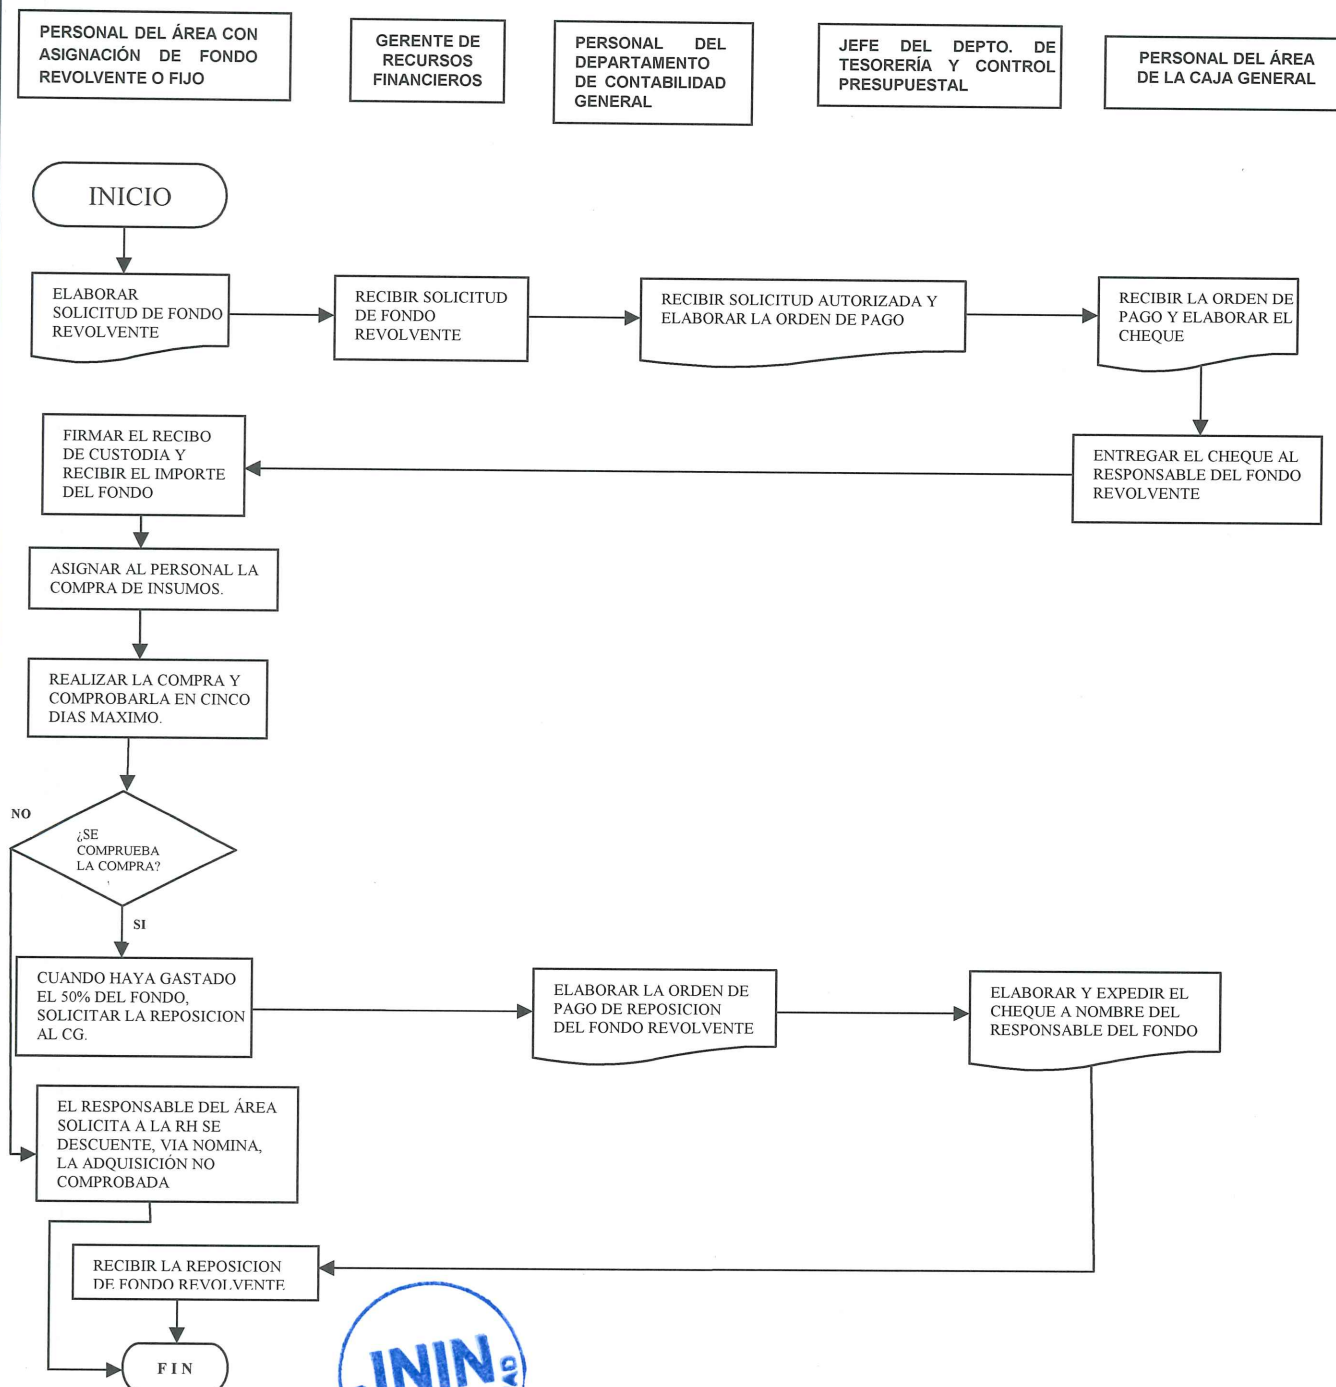 PERSONAL DEL ÁREA CON
ASIGNACIÓN DE FONDO
REVOLVENTE O FIJO
GERENTE DE
RECURSOS
FINANCIEROS
PERSONAL DEL
DEPARTAMENTO
DE CONTABILIDAD
GENERAL
JEFE DEL DEPTO. DE
TESORERÍA Y CONTROL
PRESUPUESTAL
PERSONAL DEL ÁREA
DE LA CAJA GENERAL
INICIO
ELABORAR
SOLICITUD DE FONDO
REVOLVENTE
RECIBIR SOLICITUD
DE FONDO
REVOLVENTE
RECIBIR SOLICITUD AUTORIZADA Y
ELABORAR LA ORDEN DE PAGO
RECIBIR LA ORDEN DE
PAGO Y ELABORAR EL
CHEQUE
FIRMAR EL RECIBO
DE CUSTODIA Y
RECIBIR EL IMPORTE
DEL FONDO
ENTREGAR EL CHEQUE AL
RESPONSABLE DEL FONDO
REVOLVENTE
ASIGNAR AL PERSONAL LA
COMPRA DE INSUMOS.
REALIZAR LA COMPRA Y
COMPROBARLA EN CINCO
DIAS MAXIMO.
NO
¿SE
COMPRUEBA
LA COMPRA?
SI
CUANDO HAYA GASTADO
EL 50% DEL FONDO,
SOLICITAR LA REPOSICION
AL CG.
ELABORAR LA ORDEN DE
PAGO DE REPOSICION
DEL FONDO REVOLVENTE
ELABORAR Y EXPEDIR EL
CHEQUE A NOMBRE DEL
RESPONSABLE DEL FONDO
EL RESPONSABLE DEL ÁREA
SOLICITA A LA RH SE
DESCUENTE, VIA NOMINA,
LA ADQUISICIÓN NO
COMPROBADA
RECIBIR LA REPOSICION
DE FONDO REVOLVENTE
FIN
ININ